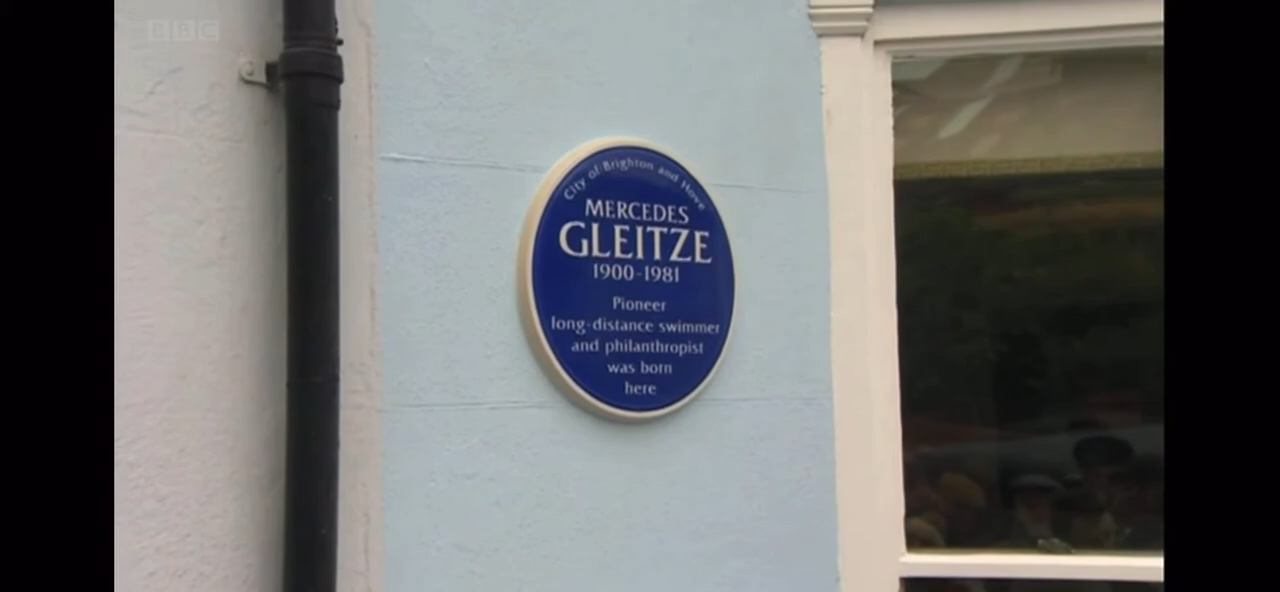 BBC
City of Brighton and Hove
MERCEDES
GLEITZE
1900-1981
Pioneer
long-distance swimmer
and philanthropist
was born
here